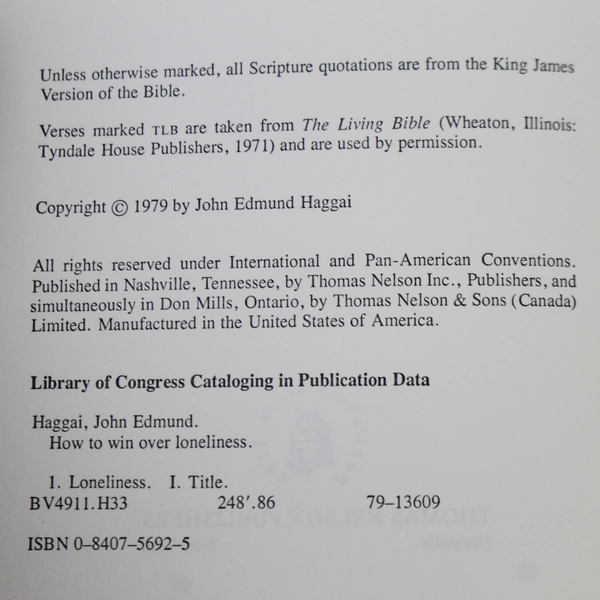 Unless otherwise marked, all Scripture quotations are from the King James
Version of the Bible.
Verses marked TLB are taken from The Living Bible (Wheaton, Illinois:
Tyndale House Publishers, 1971) and are used by permission.
Copyright © 1979 by John Edmund Haggai
All rights reserved under International and Pan-American Conventions.
Published in Nashville, Tennessee, by Thomas Nelson Inc., Publishers, and
simultaneously in Don Mills, Ontario, by Thomas Nelson & Sons (Canada)
Limited. Manufactured in the United States of America.
Library of Congress Cataloging in Publication Data
Haggai, John Edmund.
How to win over loneliness.
1. Loneliness. I. Title.
BV4911.H33 248'.86 79–13609
ISBN 0–8407–5692–5